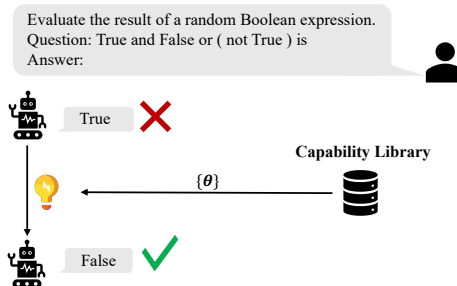 Evaluate the result of a random Boolean expression.
Question: True and False or ( not True ) is
Answer:
True
Capability Library
{θ}
False